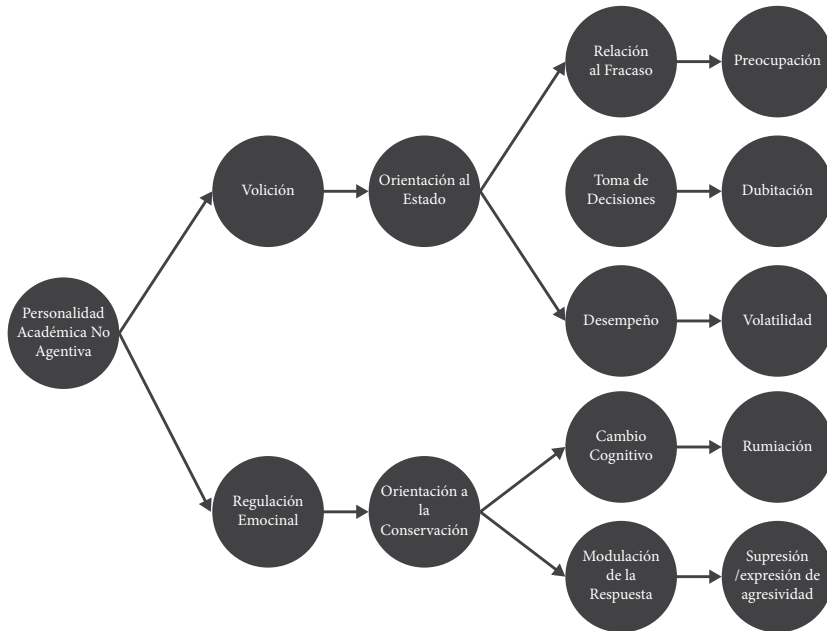 Relación
al Fracaso
Preocupación
Volición
Orientación al
Estado
Toma de
Decisiones
Dubitación
Personalidad
Académica No
Agentiva
Desempeño
Volatilidad
Cambio
Cognitivo
Rumiación
Regulación
Emocinal
Orientación a
la
Conservación
Modulación
de la
Respuesta
Supresión
/expresión de
agresividad